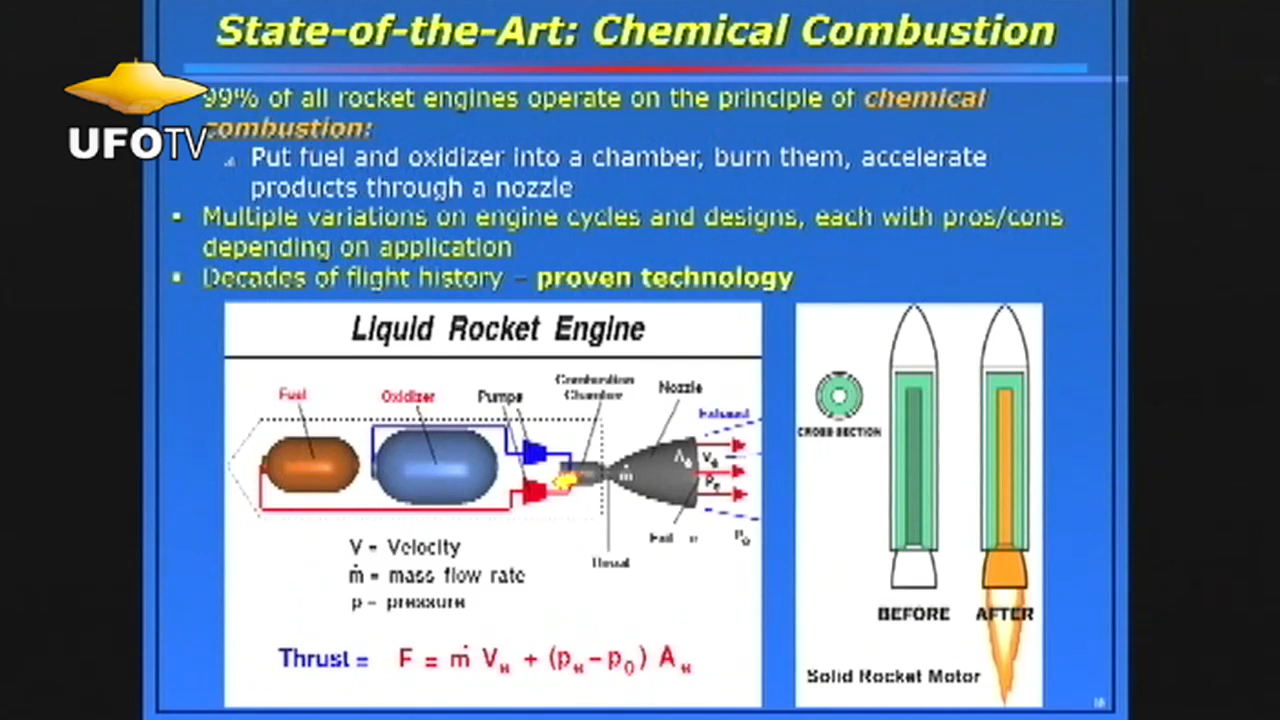 State-of-the-Art: Chemical Combustion
UFOTV
99% of all rocket engines operate on the principle of chemical
combustion:
Put fuel and oxidizer into a chamber, burn them, accelerate
products through a nozzle
Multiple variations on engine cycles and designs, each with pros/cons
depending on application
Decades of flight history – proven technology
Liquid Rocket Engine
Fuel
Oxidizer
Pumps
Combustion
Chamber
Nozzle
Exhaust
V = Velocity
ṁ = mass flow rate
p = pressure
Throat
Exit
ṁ
Thrust = F = ṁ Ve + (pe – p0) Ae
CROSS-SECTION
BEFORE
AFTER
Solid Rocket Motor